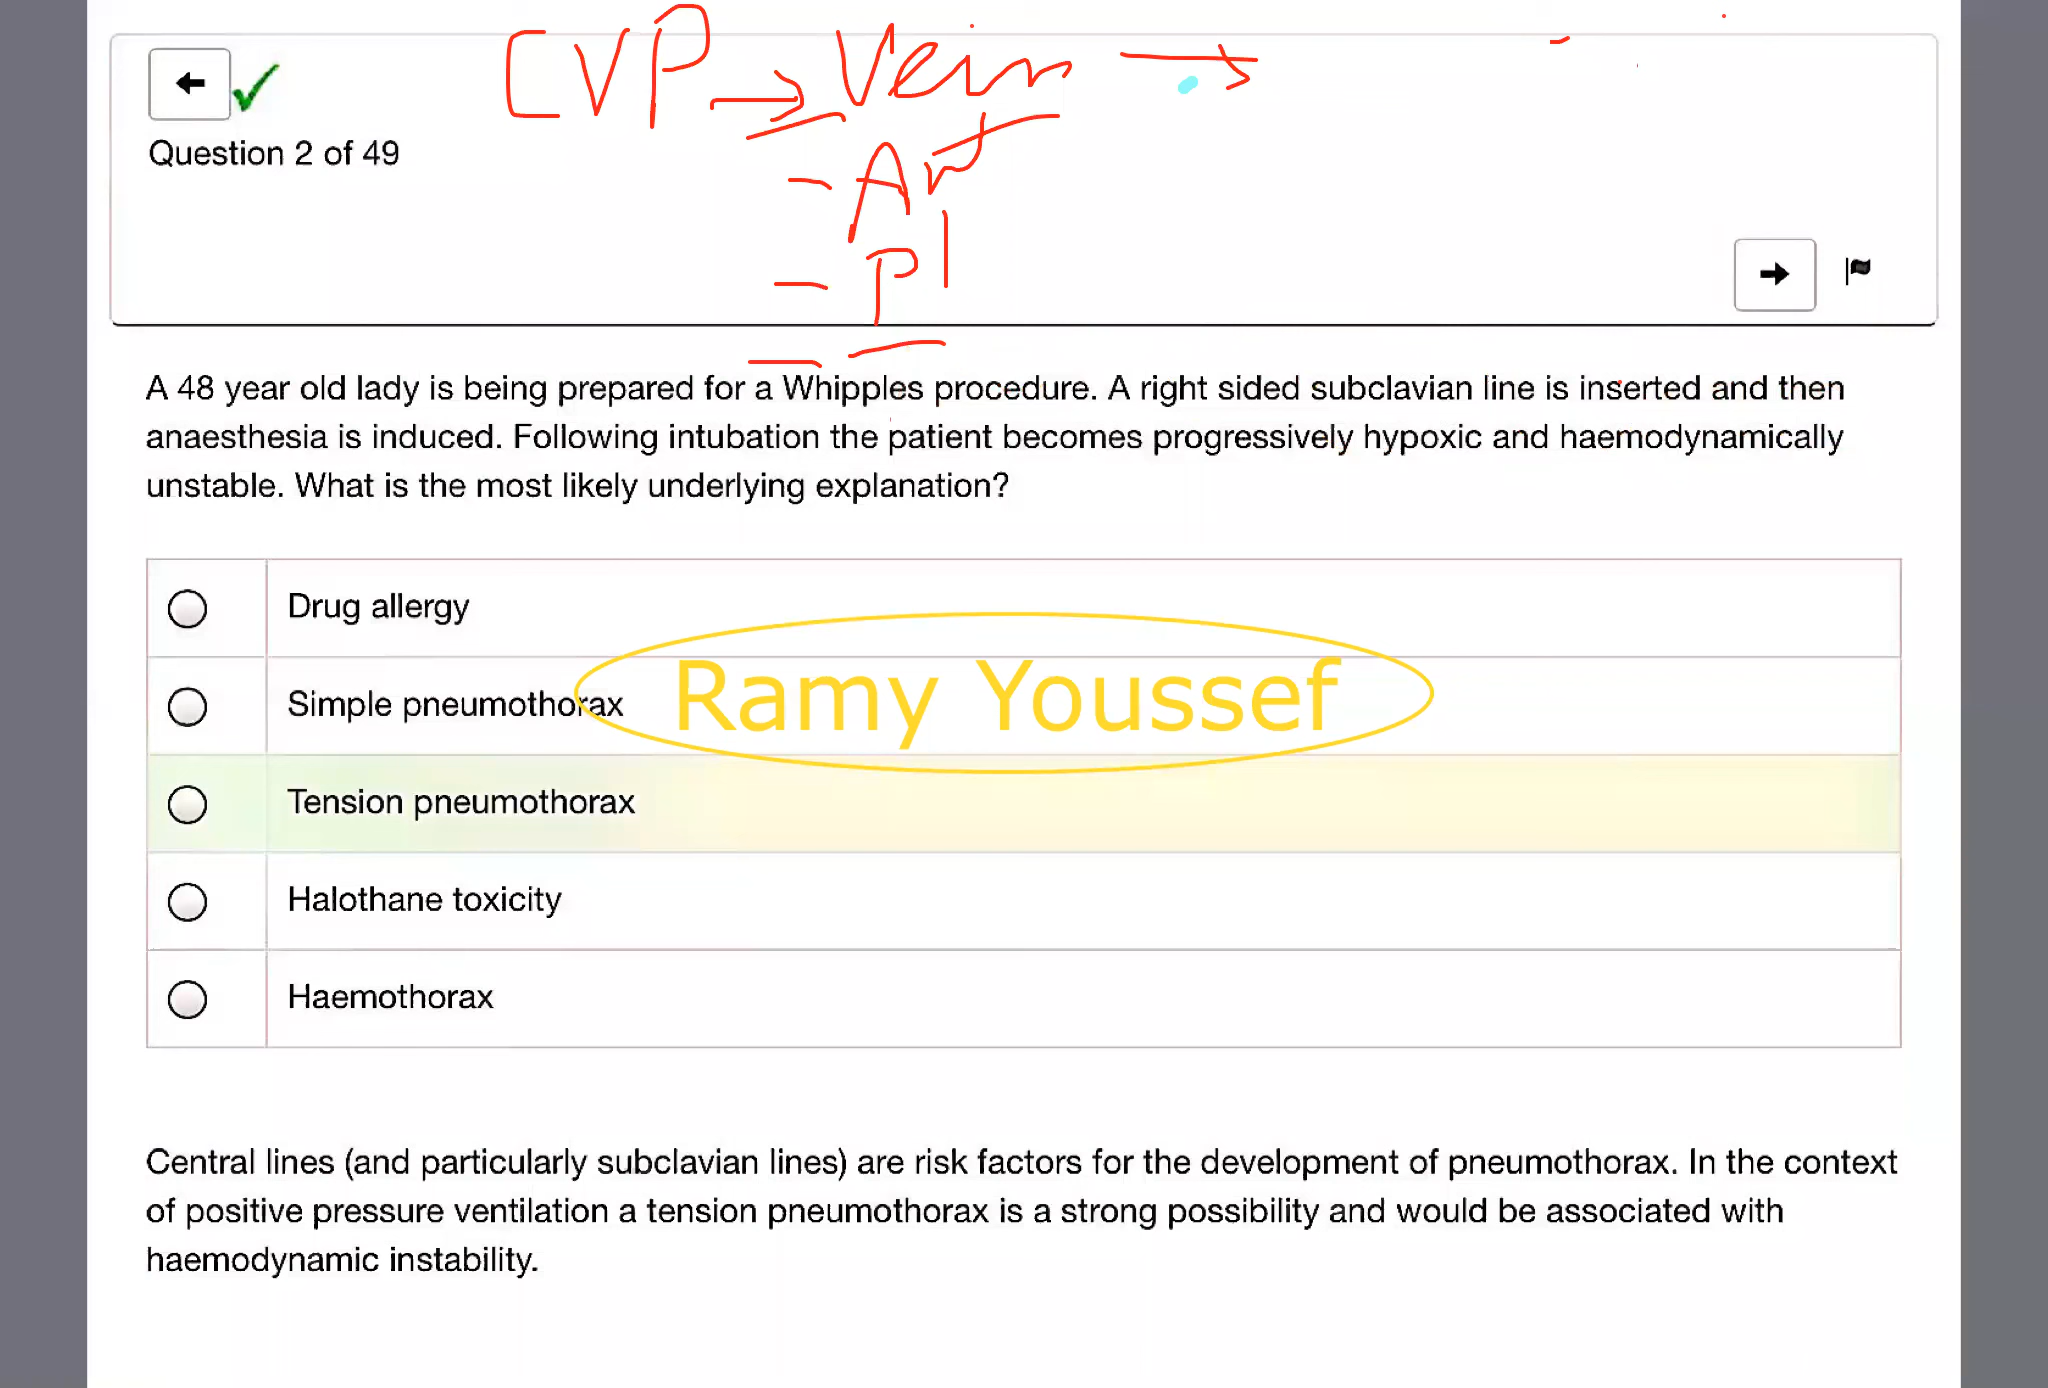 CVP → Vein →
Question 2 of 49
- Art
- Pl
-
A 48 year old lady is being prepared for a Whipples procedure. A right sided subclavian line is inserted and then
anaesthesia is induced. Following intubation the patient becomes progressively hypoxic and haemodynamically
unstable. What is the most likely underlying explanation?
Drug allergy
Simple pneumothorax
Ramy Youssef
Tension pneumothorax
Halothane toxicity
Haemothorax
Central lines (and particularly subclavian lines) are risk factors for the development of pneumothorax. In the context
of positive pressure ventilation a tension pneumothorax is a strong possibility and would be associated with
haemodynamic instability.